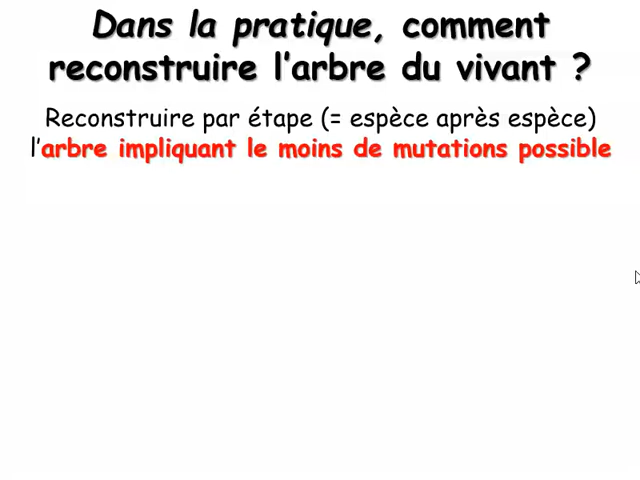 Dans la pratique, comment
reconstruire l'arbre du vivant ?
Reconstruire par étape (= espèce après espèce)
l'arbre impliquant le moins de mutations possible